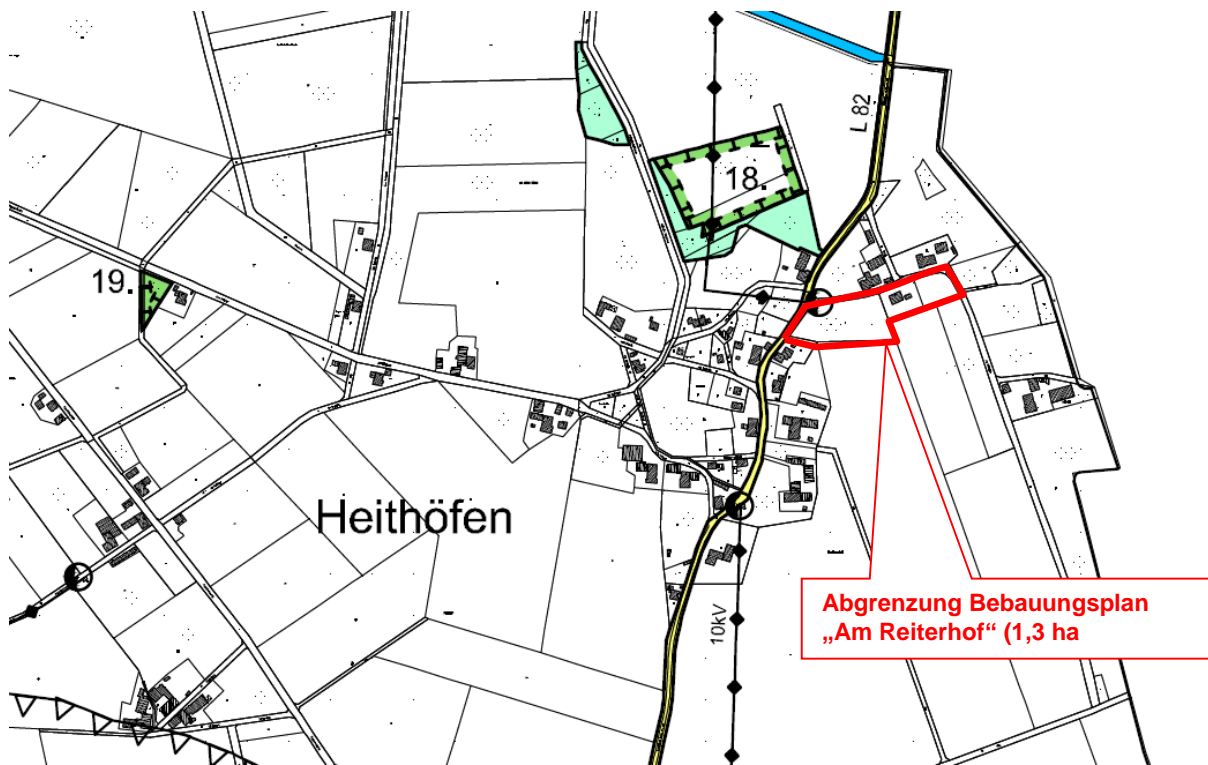 L 82
18.
19.
Heithöfen
10kV
Abgrenzung Bebauungsplan
„Am Reiterhof“ (1,3 ha